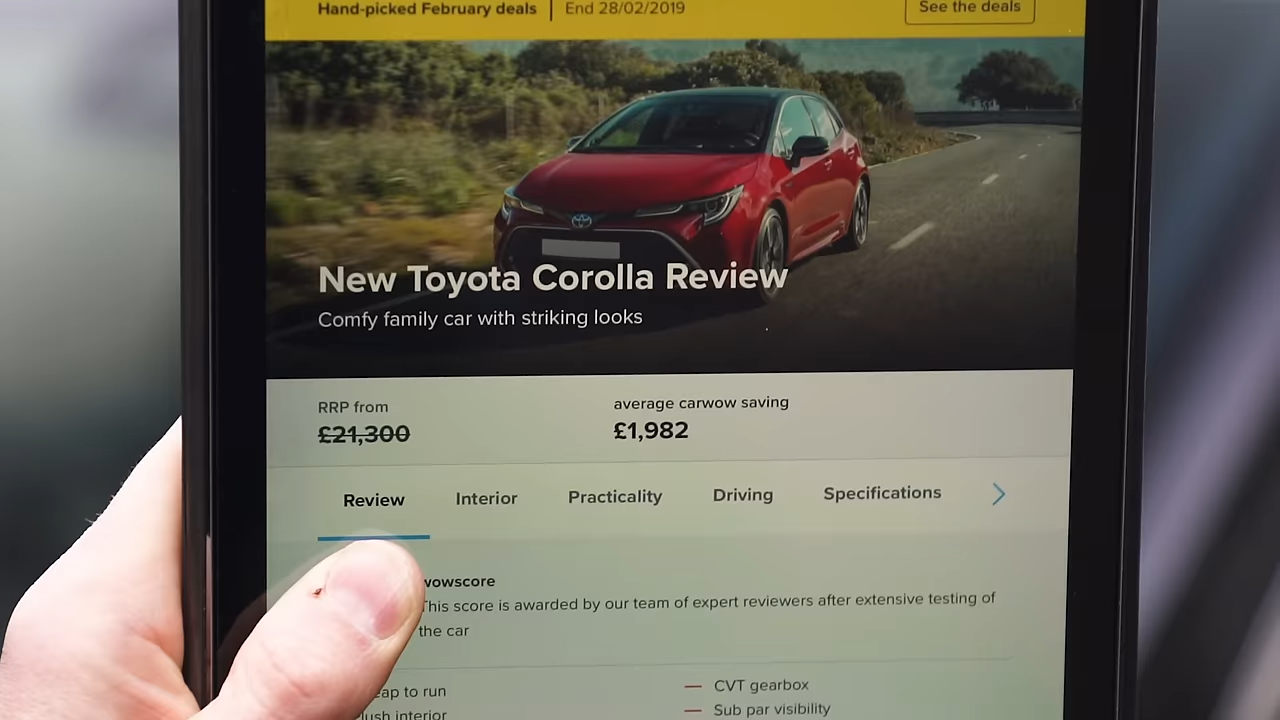 Hand-picked February deals | End 28/02/2019
See the deals
New Toyota Corolla Review
Comfy family car with striking looks
RRP from
£21,300
average carwow saving
£1,982
Review Interior Practicality Driving Specifications
wowscore
This score is awarded by our team of expert reviewers after extensive testing of
the car
to run
interior
— CVT gearbox
— Sub par visibility